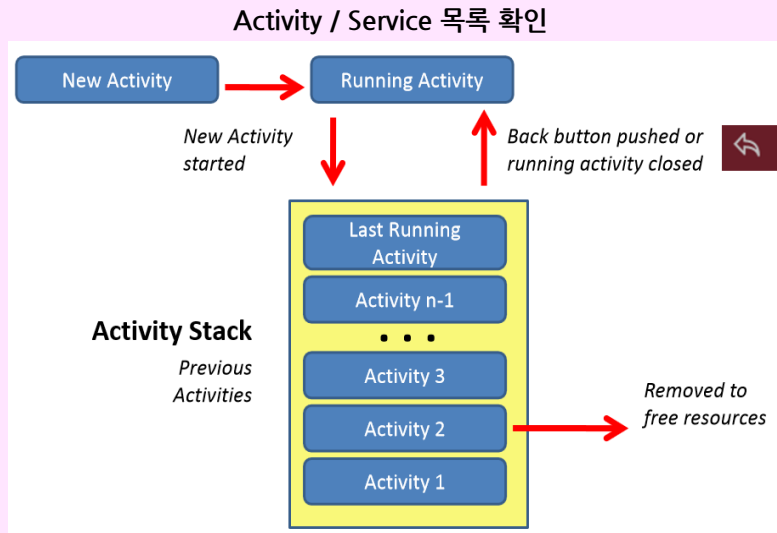 Activity / Service 목록 확인
New Activity
Running Activity
New Activity
started
Back button pushed or
running activity closed
Last Running
Activity
Activity n-1
. . .
Activity Stack
Previous
Activities
Activity 3
Activity 2
Activity 1
Removed to
free resources